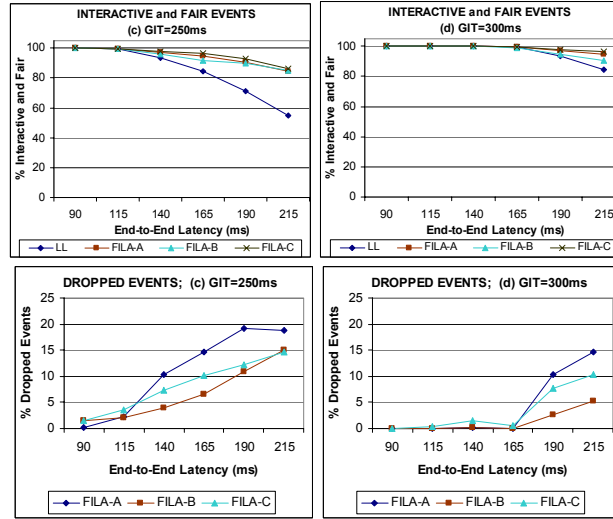 INTERACTIVE and FAIR EVENTS
(c) GIT=250ms
% Interactive and Fair
100
80
60
40
20
0
90 115 140 165 190 215
End-to-End Latency (ms)
LL FILA-A FILA-B FILA-C
INTERACTIVE and FAIR EVENTS
(d) GIT=300ms
% Interactive and Fair
100
80
60
40
20
0
90 115 140 165 190 215
End-to-End Latency (ms)
LL FILA-A FILA-B FILA-C
DROPPED EVENTS; (c) GIT=250ms
% Dropped Events
25
20
15
10
5
0
90 115 140 165 190 215
End-to-End Latency (ms)
FILA-A FILA-B FILA-C
DROPPED EVENTS; (d) GIT=300ms
% Dropped Events
25
20
15
10
5
0
90 115 140 165 190 215
End-to-End Latency (ms)
FILA-A FILA-B FILA-C